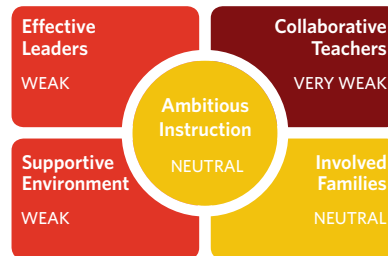 Effective
Leaders
WEAK
Collaborative
Teachers
VERY WEAK
Ambitious
Instruction
NEUTRAL
Supportive
Environment
WEAK
Involved
Families
NEUTRAL